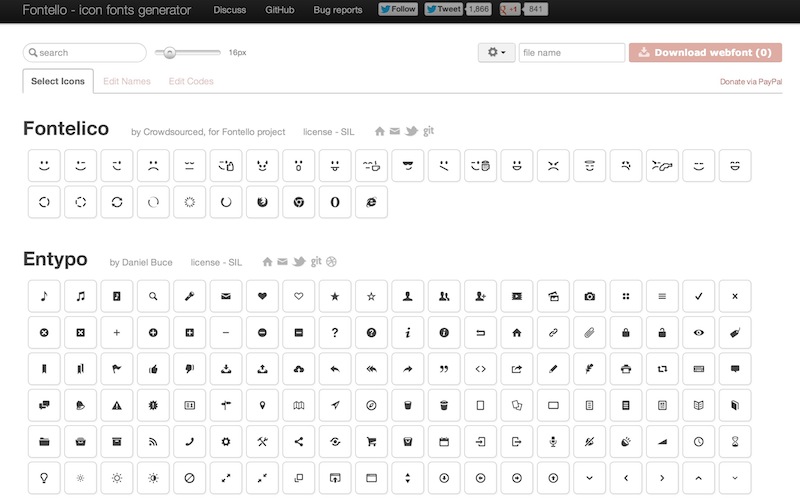 Fontello - icon fonts generator Discuss GitHub Bug reports Follow Tweet 1,866 +1 841
search 16px file name Download webfont (0)
Select Icons Edit Names Edit Codes Donate via PayPal
Fontelico by Crowdsourced, for Fontello project license - SIL git
Entypo by Daniel Buce license - SIL git